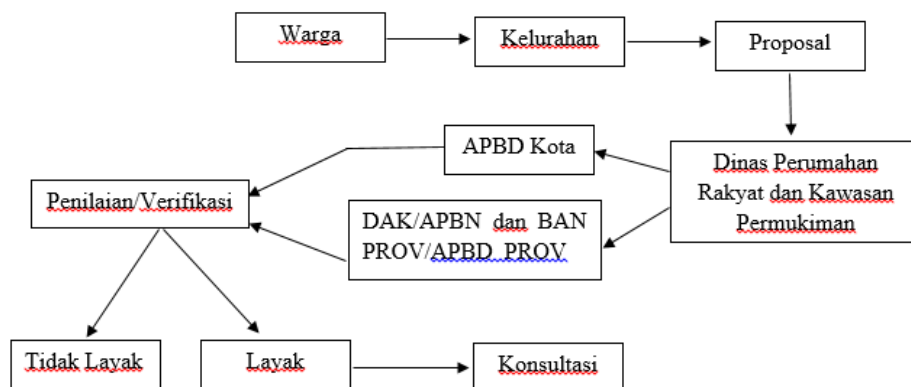 Warga
Kelurahan
Proposal
APBD Kota
Dinas Perumahan
Rakyat dan Kawasan
Permukiman
Penilaian/Verifikasi
DAK/APBN dan BAN
PROV/APBD PROV
Tidak Layak
Layak
Konsultasi